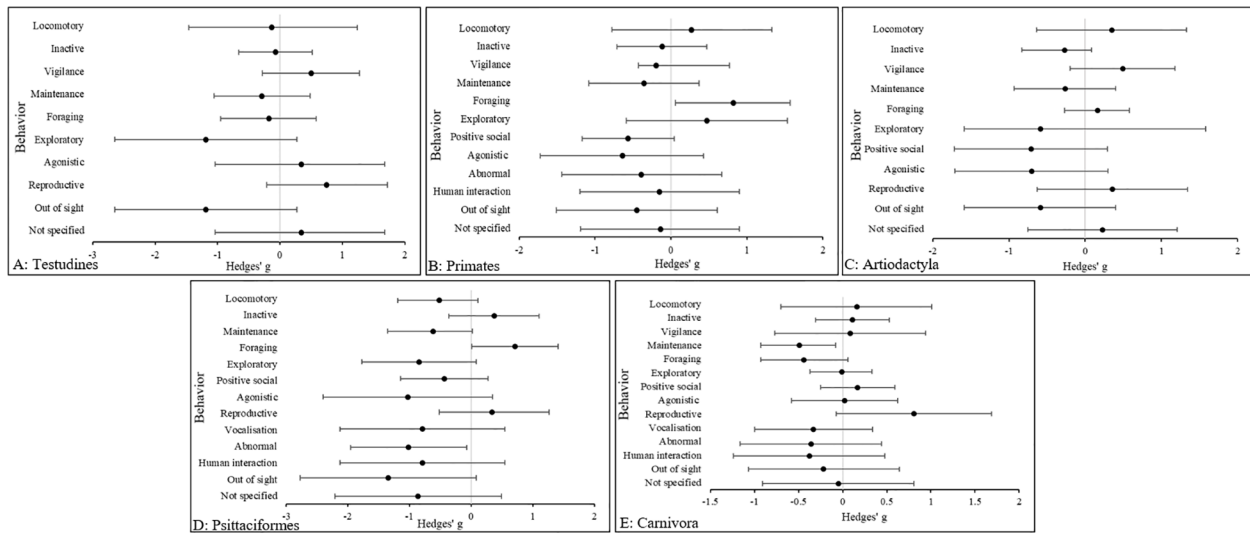 Locomotory
Inactive
Vigilance
Maintenance
Foraging
Exploratory
Agonistic
Reproductive
Out of sight
Not specified
Behavior
-3 -2 -1 0 1 2
A: Testudines
Hedges' g
Locomotory
Inactive
Vigilance
Maintenance
Foraging
Exploratory
Positive social
Agonistic
Abnormal
Human interaction
Out of sight
Not specified
Behavior
-2 -1 0 1 2
B: Primates
Hedges' g
Locomotory
Inactive
Vigilance
Maintenance
Foraging
Exploratory
Positive social
Agonistic
Reproductive
Out of sight
Not specified
Behavior
-2 -1 0 1 2
C: Artiodactyla
Hedges' g
Locomotory
Inactive
Maintenance
Foraging
Exploratory
Positive social
Agonistic
Reproductive
Vocalisation
Abnormal
Human interaction
Out of sight
Not specified
Behavior
-3 -2 -1 0 1 2
D: Psittaciformes
Hedges' g
Locomotory
Inactive
Vigilance
Maintenance
Foraging
Exploratory
Positive social
Agonistic
Reproductive
Vocalisation
Abnormal
Human interaction
Out of sight
Not specified
Behavior
-1.5 -1 -0.5 0 0.5 1 1.5 2
E: Carnivora
Hedges' g